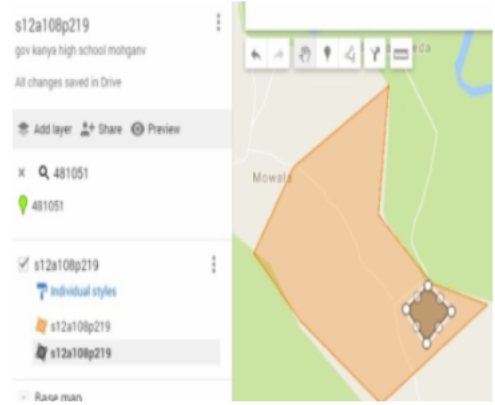 s12a108p219
gov kanya high school mohganv
All changes saved in Drive
Add layer Share Preview
× 481051
481051
s12a108p219
Individual styles
s12a108p219
s12a108p219
Base map
Mowala